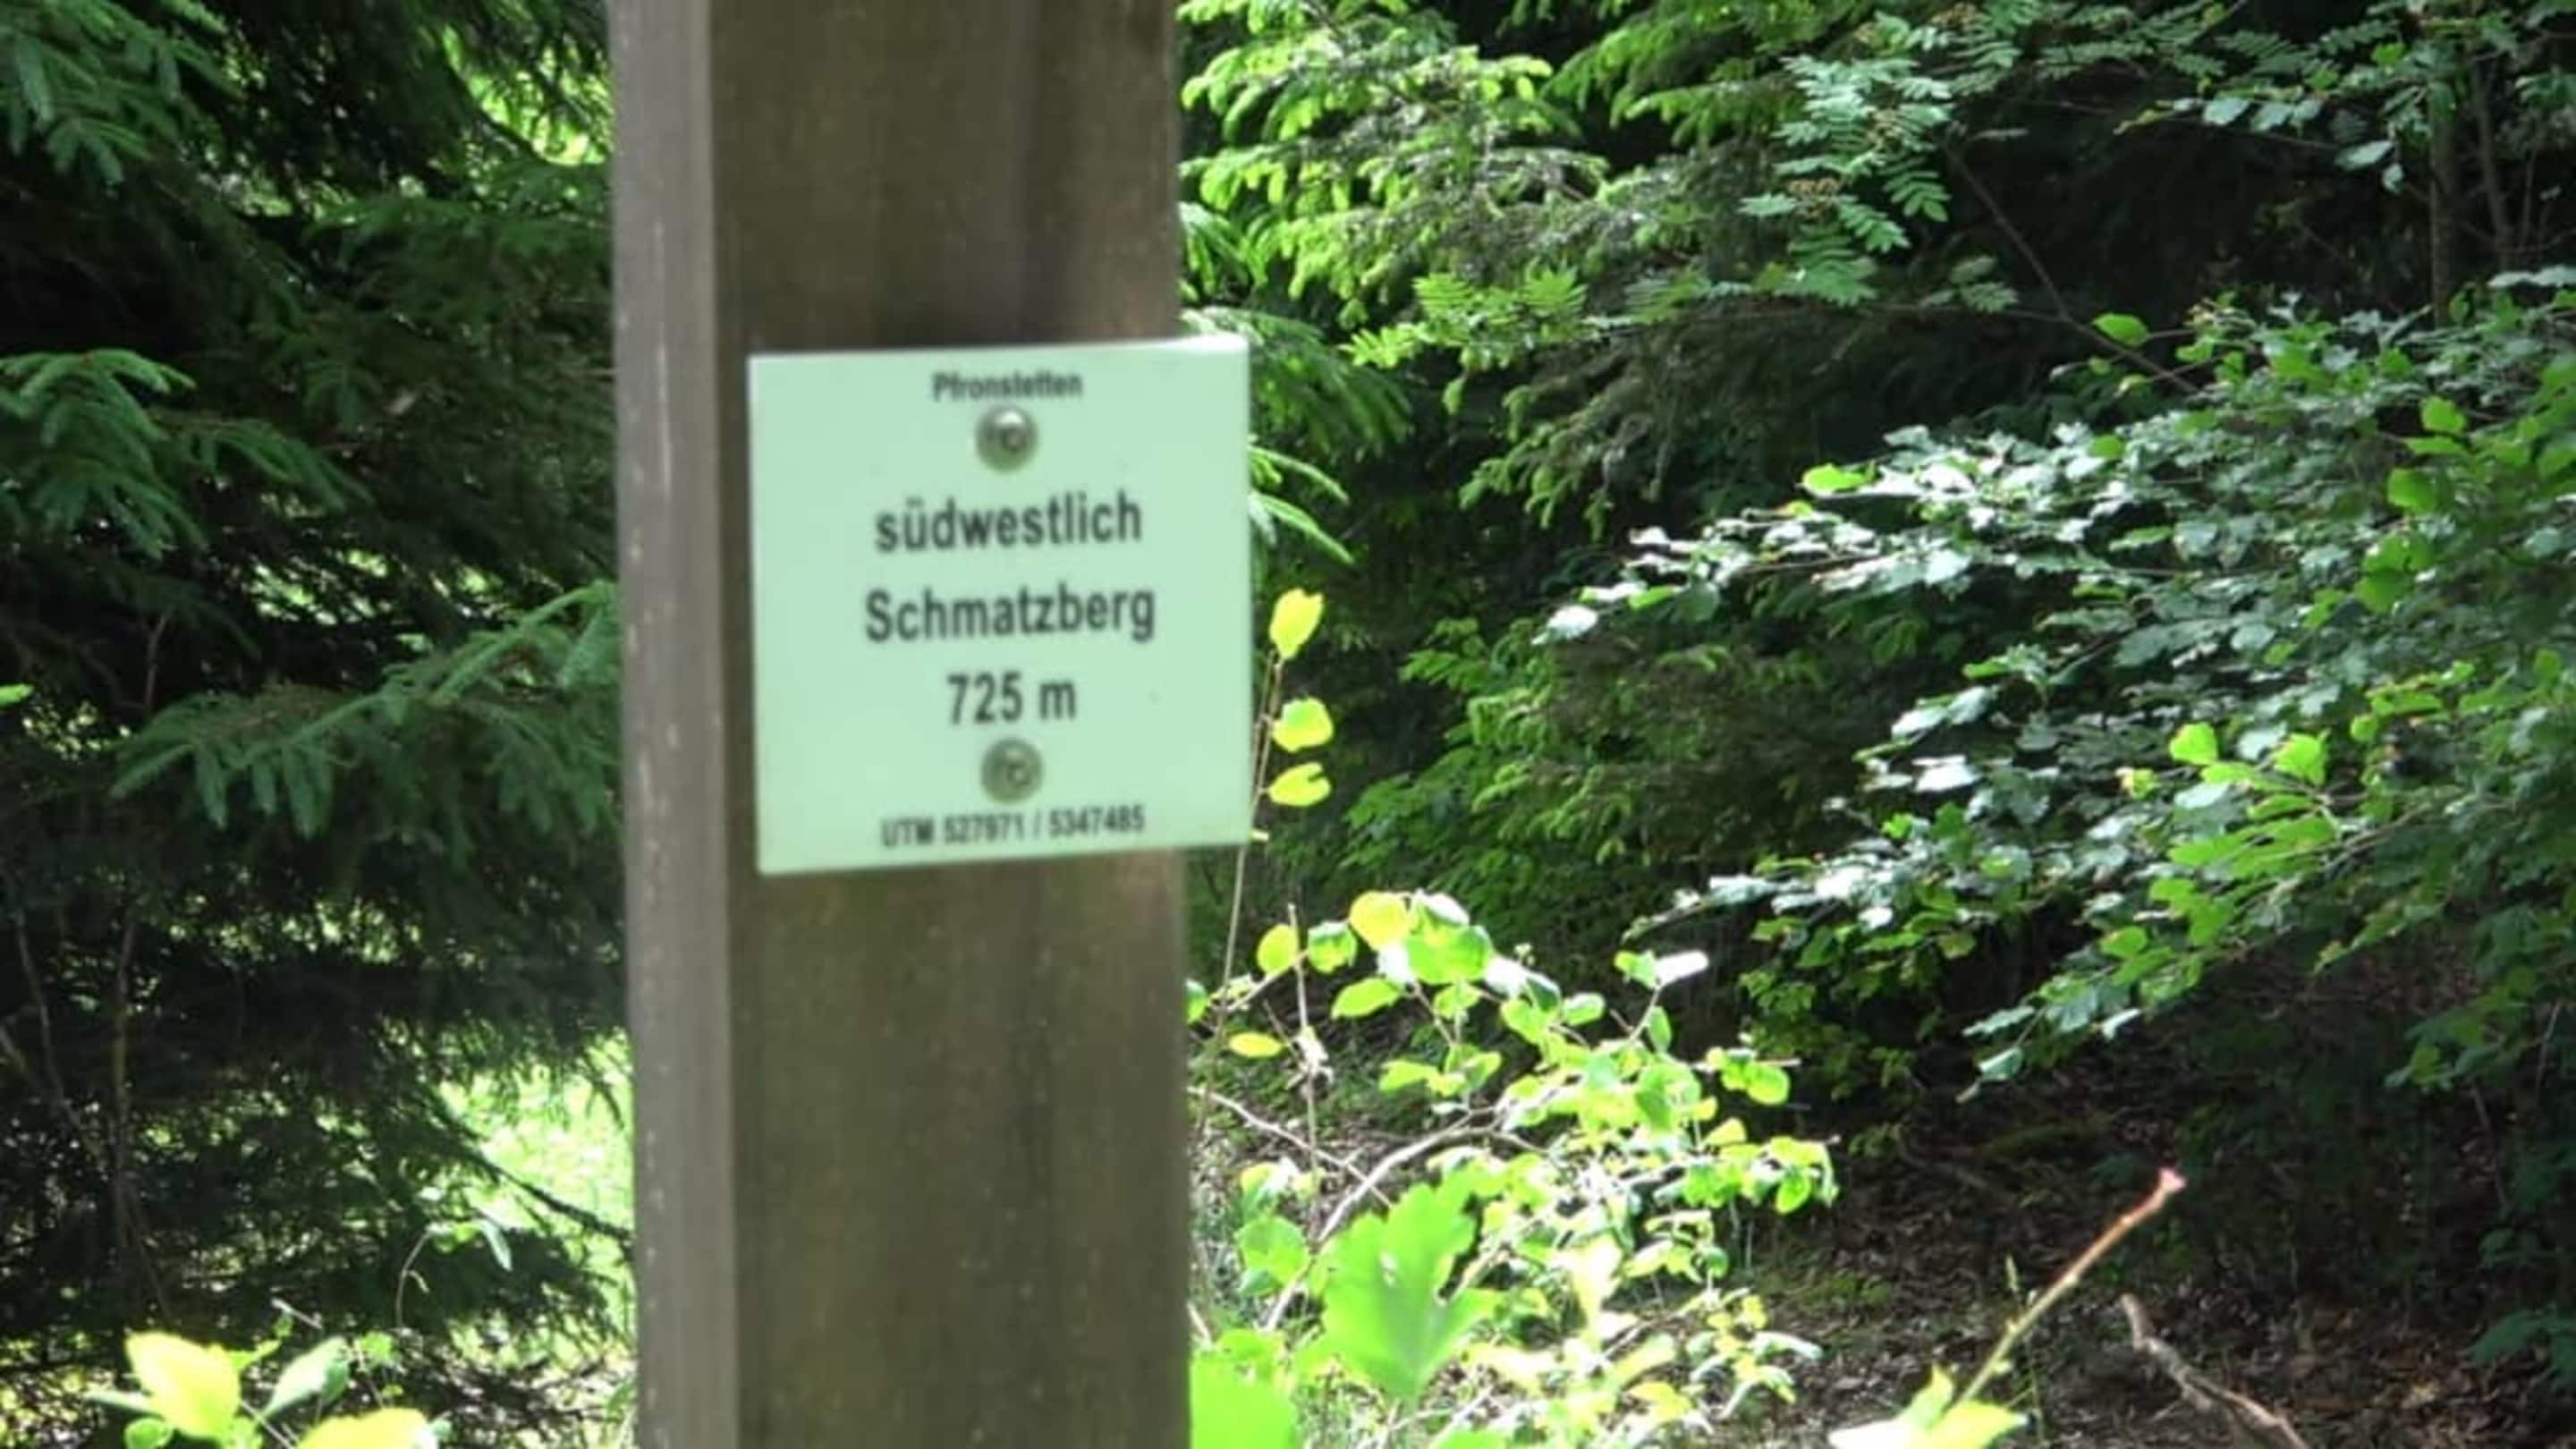 Pfronstetten
südwestlich
Schmatzberg
725 m
UTM 527971 / 5347485